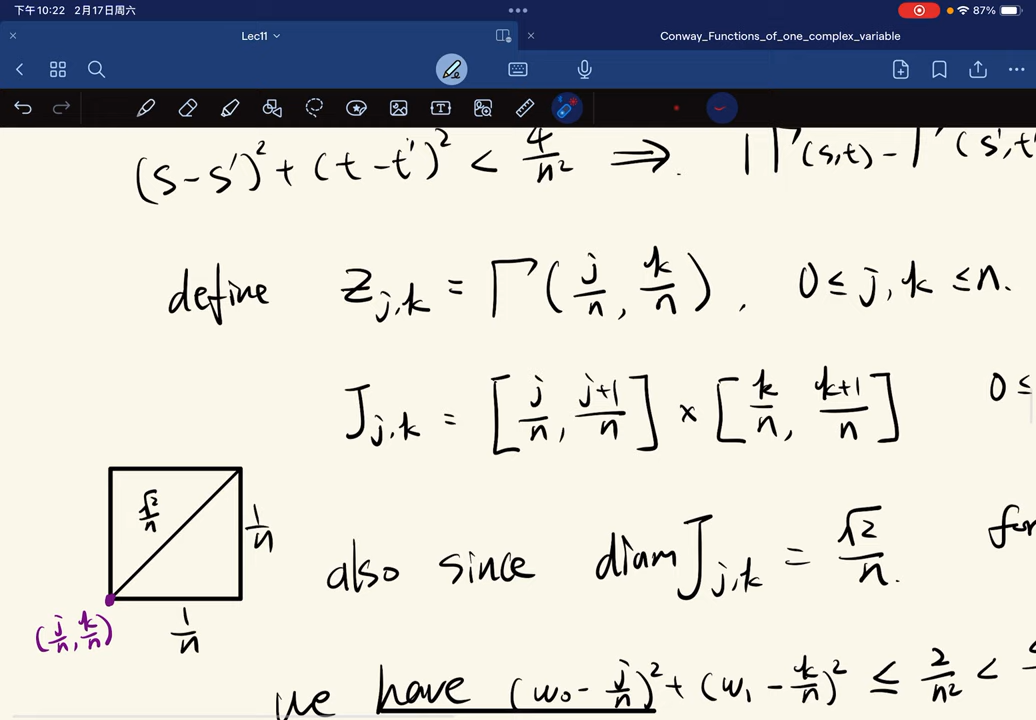 下午10:22 2月17日周六
87%
Lec11
Conway_Functions_of_one_complex_variable
(s-s')² + (t-t')² < 4/n² ⟹ |Γ(s,t) - Γ(s',t'
define Z_{j,k} = Γ(j/n, k/n), 0 ≤ j,k ≤ n.
J_{j,k} = [j/n, (j+1)/n] × [k/n, (k+1)/n] 0 ≤
√2/n
1/n
also since diam J_{j,k} = √2/n. for
(j/n, k/n)
1/n
we have (w₀ - j/n)² + (w₁ - k/n)² ≤ 2/n² <